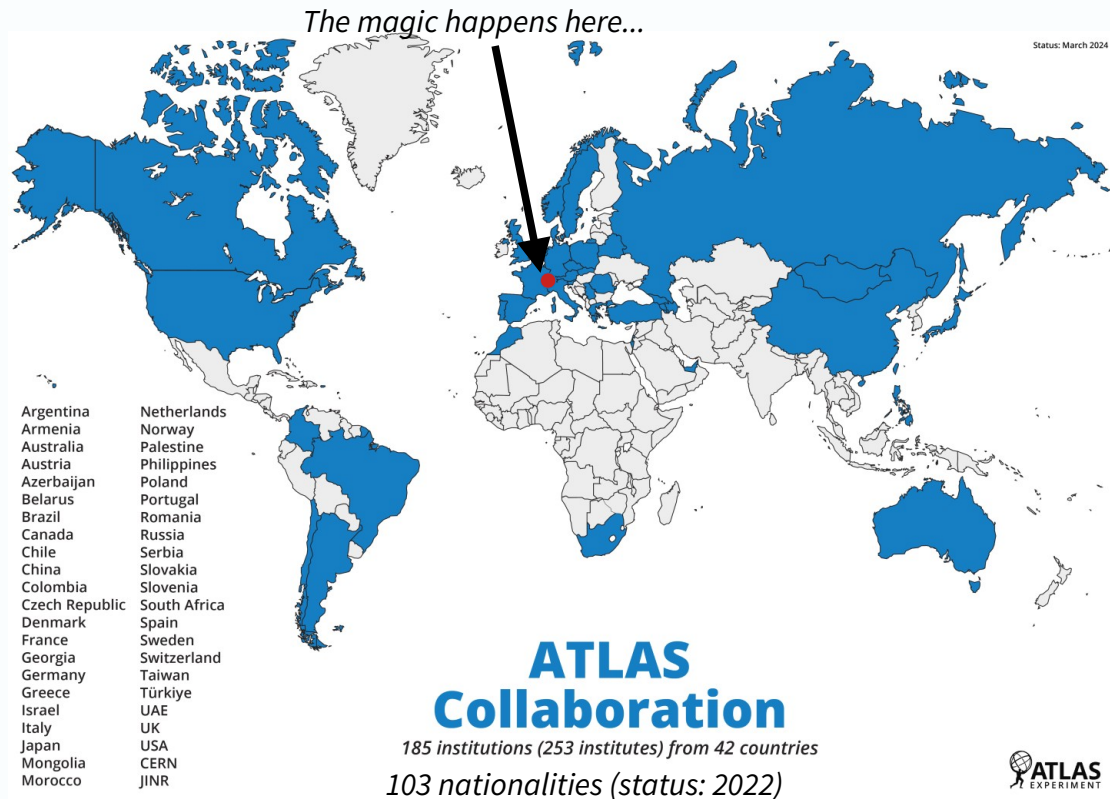 The magic happens here...
Status: March 2024
Argentina
Armenia
Australia
Austria
Azerbaijan
Belarus
Brazil
Canada
Chile
China
Colombia
Czech Republic
Denmark
France
Georgia
Germany
Greece
Israel
Italy
Japan
Mongolia
Morocco
Netherlands
Norway
Palestine
Philippines
Poland
Portugal
Romania
Russia
Serbia
Slovakia
Slovenia
South Africa
Spain
Sweden
Switzerland
Taiwan
Türkiye
UAE
UK
USA
CERN
JINR
ATLAS
Collaboration
185 institutions (253 institutes) from 42 countries
103 nationalities (status: 2022)
ATLAS
EXPERIMENT